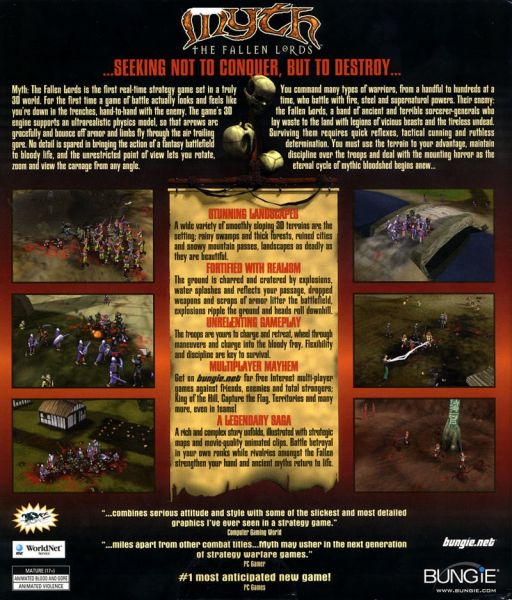 Myth
THE FALLEN LORDS
...SEEKING NOT TO CONQUER, BUT TO DESTROY...
Myth: The Fallen Lords is the first real-time strategy game set in a truly
3D world. For the first time a game of battle actually looks and feels like
you're down in the trenches, hand-to-hand with the enemy. The game's 3D
engine supports an ultrarealistic physics model, so that arrows arc
gracefully and bounce off armor and limbs fly through the air trailing
gore. No detail is spared in bringing the action of a fantasy battlefield
to bloody life, and the unrestricted point of view lets you rotate,
zoom and view the carnage from any angle.
You command many types of warriors, from a handful to hundreds at a
time, who battle with fire, steel and supernatural powers. Their enemy:
the Fallen Lords, a band of ancient and terrible sorcerer-generals who
lay waste to the land with legions of vicious beasts and the tireless undead.
Surviving them requires quick reflexes, tactical cunning and ruthless
determination. You must use the terrain to your advantage, maintain
discipline over the troops and deal with the mounting horror as the
eternal cycle of mythic bloodshed begins anew...
STUNNING LANDSCAPES
A wide variety of smoothly sloping 3D terrains are the
setting; rainy swamps and thick forests, ruined cities
and snowy mountain passes, landscapes as deadly as
they are beautiful.
FORTIFIED WITH REALISM
The ground is charred and cratered by explosions,
water splashes and reflects your passage, dropped
weapons and scraps of armor litter the battlefield,
explosions ripple the ground and heads roll downhill.
UNRELENTING GAMEPLAY
The troops are yours to charge and retreat, wheel through
maneuvers and charge into the bloody fray. Flexibility
and discipline are key to survival.
MULTIPLAYER MAYHEM
Get on bungie.net for free Internet multi-player
games against friends, enemies and total strangers;
King of the Hill, Capture the Flag, Territories and many
more, even in teams!
A LEGENDARY SAGA
A rich and complex story unfolds, illustrated with strategic
maps and movie-quality animated clips. Battle betrayal
in your own ranks while rivalries amongst the Fallen
strengthen your hand and ancient myths return to life.
"...combines serious attitude and style with some of the slickest and most detailed
graphics I've ever seen in a strategy game."
Computer Gaming World
"...miles apart from other combat titles...Myth may usher in the next generation
of strategy warfare games."
PC Gamer
#1 most anticipated new game!
PC Games
AT&T
WorldNet
Service
MATURE (17+)
ANIMATED BLOOD AND GORE
ANIMATED VIOLENCE
bungie.net
BUNGIE
WWW.BUNGIE.COM